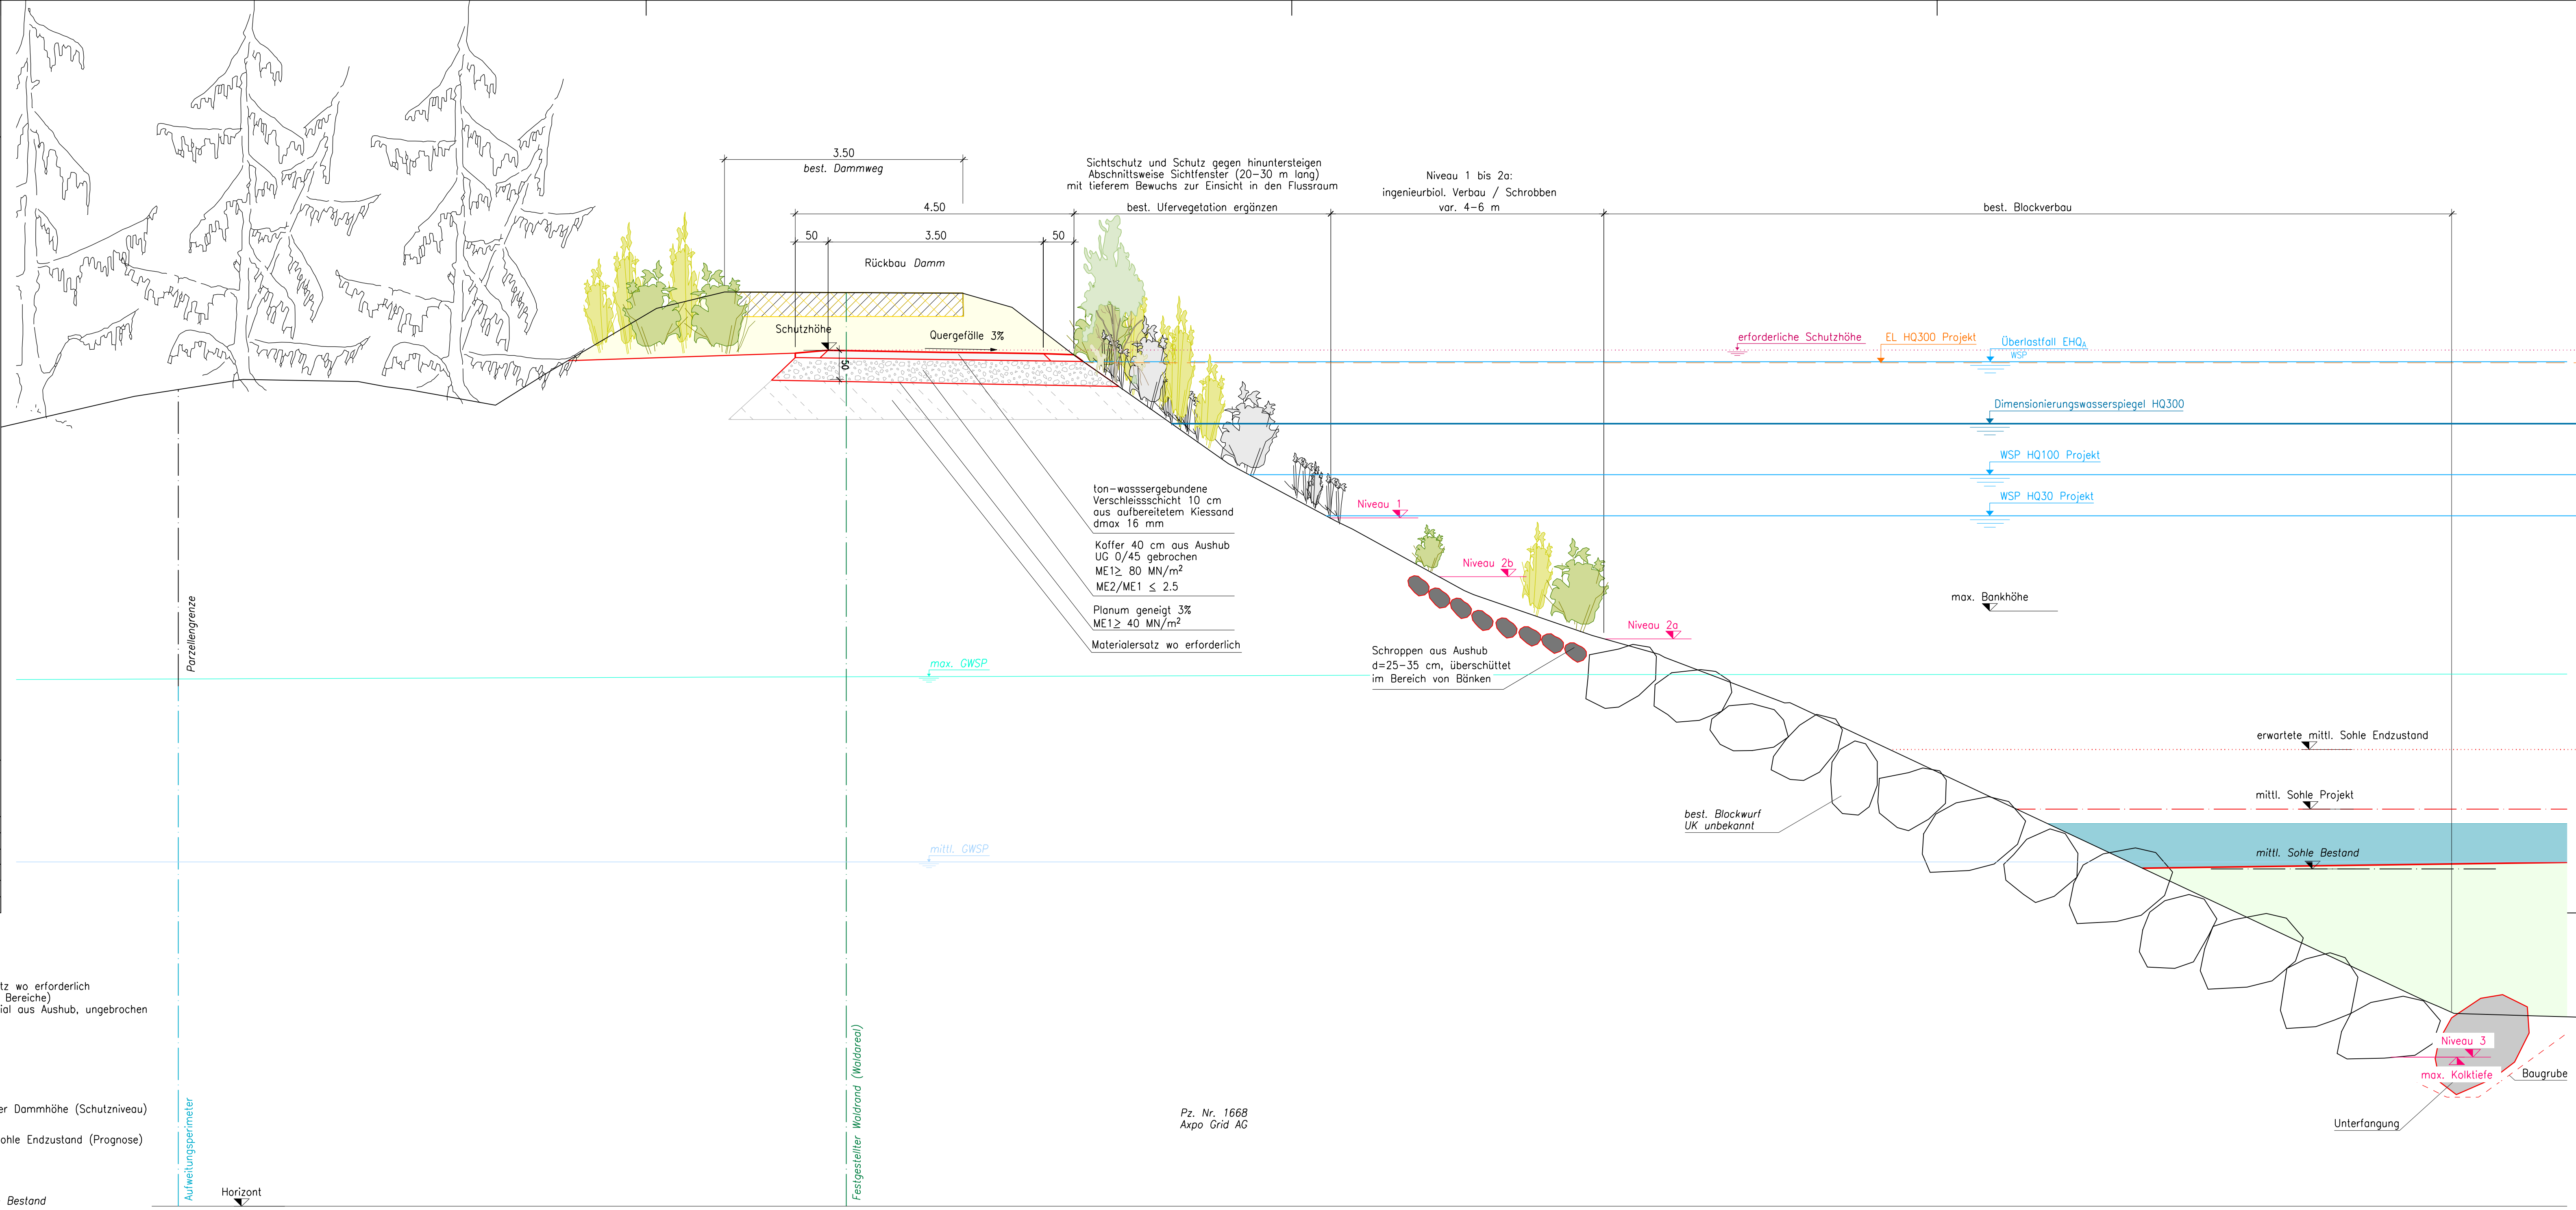 3.50
best. Dammweg
Sichtschutz und Schutz gegen hinuntersteigen
Abschnittsweise Sichtfenster (20-30 m lang)
mit tieferem Bewuchs zur Einsicht in den Flussraum
Niveau 1 bis 2a:
ingenieurbiol. Verbau / Schrobben
var. 4-6 m
4.50
best. Ufervegetation ergänzen
best. Blockverbau
50
3.50
50
Rückbau Damm
Schutzhöhe
Quergefälle 3%
50
erforderliche Schutzhöhe
EL HQ300 Projekt
Überlastfall EHQA
WSP
Dimensionierungswasserspiegel HQ300
WSP HQ100 Projekt
WSP HQ30 Projekt
ton-wasssergebundene
Verschleissschicht 10 cm
aus aufbereitetem Kiessand
dmax 16 mm
Koffer 40 cm aus Aushub
UG 0/45 gebrochen
ME1≥ 80 MN/m²
ME2/ME1 ≤ 2.5
Planum geneigt 3%
ME1≥ 40 MN/m²
Materialersatz wo erforderlich
Niveau 1
Niveau 2b
Niveau 2a
max. Bankhöhe
Schroppen aus Aushub
d=25-35 cm, überschüttet
im Bereich von Bänken
Parzellengrenze
max. GWSP
erwartete mittl. Sohle Endzustand
mittl. Sohle Projekt
best. Blockwurf
UK unbekannt
mittl. GWSP
mittl. Sohle Bestand
tz wo erforderlich
Bereiche)
ial aus Aushub, ungebrochen
Niveau 3
max. Kolktiefe
Baugrube
Unterfangung
er Dammhöhe (Schutzniveau)
ohle Endzustand (Prognose)
Pz. Nr. 1668
Axpo Grid AG
Aufweitungsperimeter
Festgestellter Waldrand (Waldareal)
Horizont
Bestand